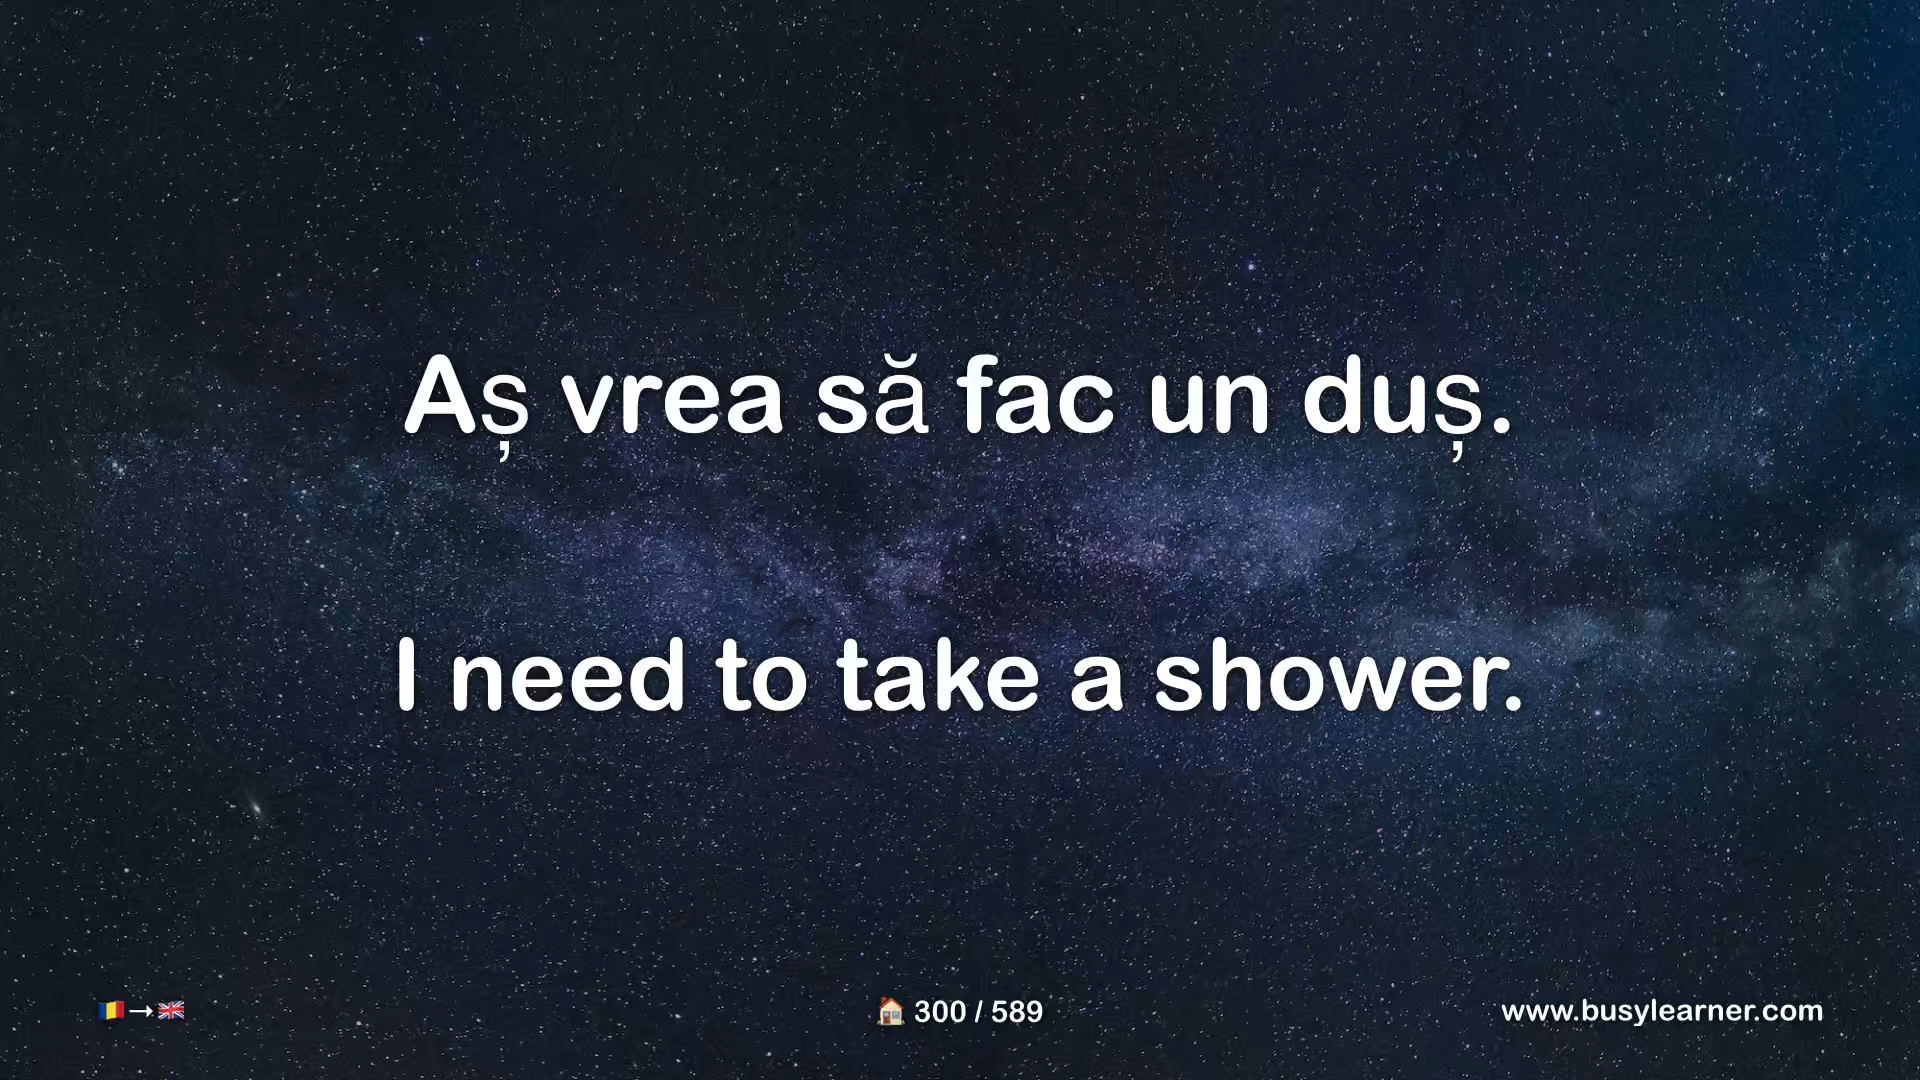 Aș vrea să fac un duș.
I need to take a shower.
🇷🇴→🇬🇧 🏠 300 / 589 www.busylearner.com